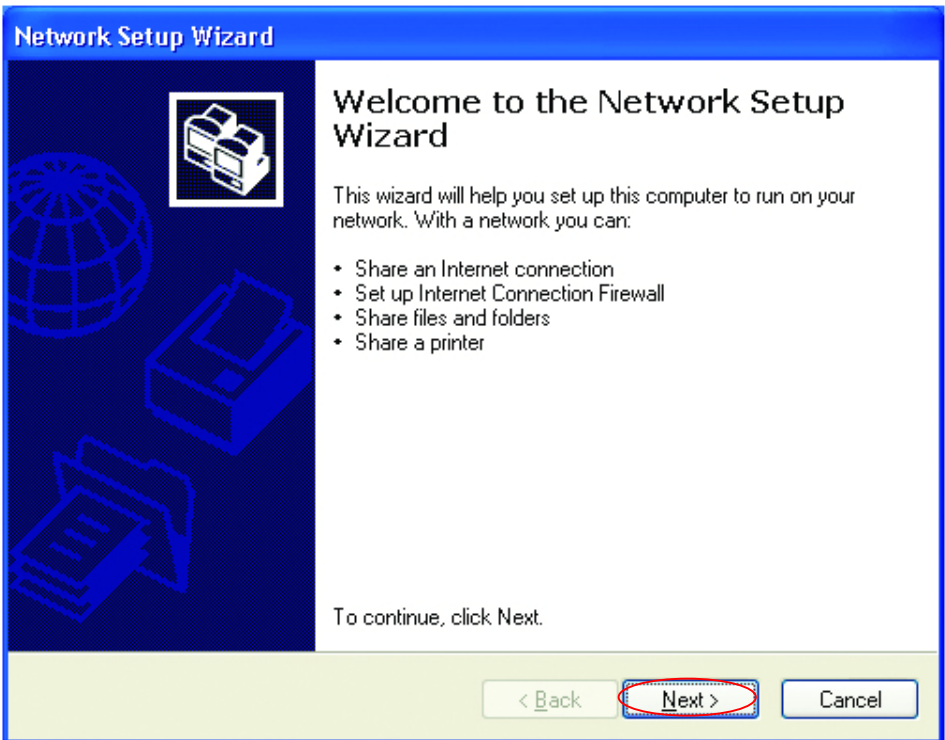 Network Setup Wizard
Welcome to the Network Setup
Wizard
This wizard will help you set up this computer to run on your
network. With a network you can:
• Share an Internet connection
• Set up Internet Connection Firewall
• Share files and folders
• Share a printer
To continue, click Next.
< Back Next > Cancel